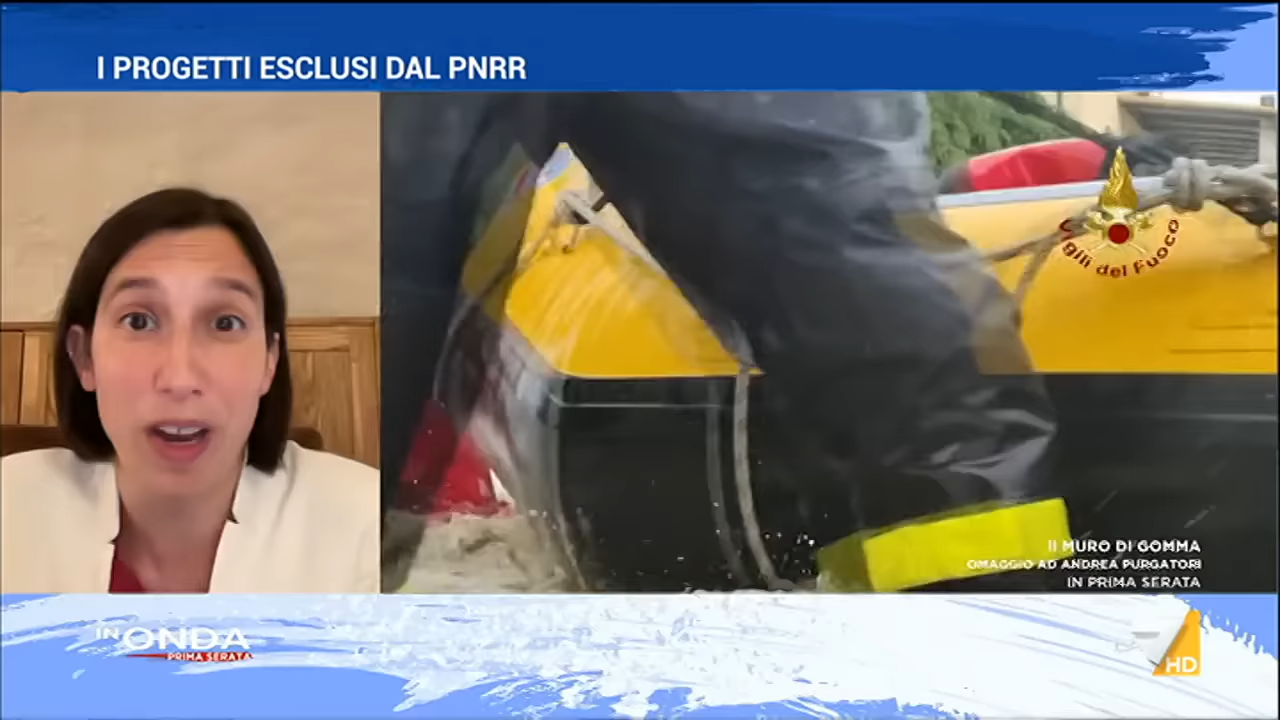 I PROGETTI ESCLUSI DAL PNRR
Vigili del Fuoco
Il MURO DI GOMMA
OMAGGIO AD ANDREA PURGATORI
IN PRIMA SERATA
IN ONDA
PRIMA SERATA
HD